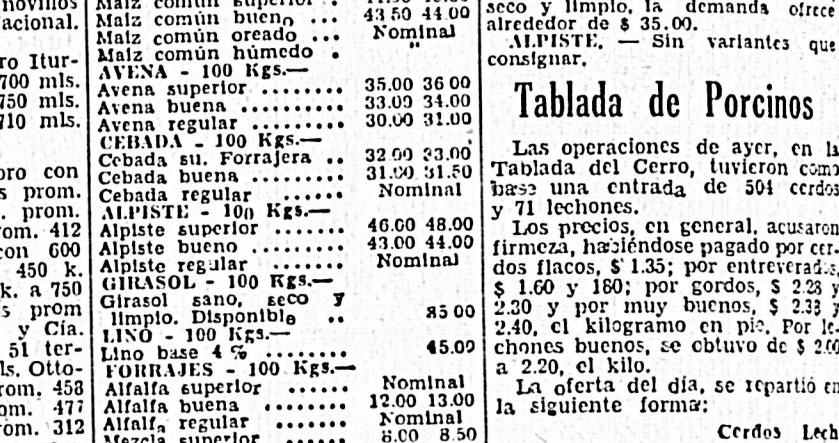 novillos
acional.
ro Itur-
700 mls.
750 mls.
710 mls.
oro con
s prom.
. prom.
rom. 412
con 600
450 k.
k. a 750
s prom
y Cía.
51 ter-
ls. Otto-
rom. 453
om. 477
rom. 312
Maíz común superior .
Maíz común bueno ... 43 50 44.00
Maíz común oreado ... Nominal
Maíz común húmedo . "
AVENA - 100 Kgs.—
Avena superior ........ 35.00 36 00
Avena buena ......... 33.00 34.00
Avena regular ........ 30.00 31.00
CEBADA - 100 Kgs.—
Cebada su. Forrajera .. 32.00 33.00
Cebada buena ....... 31.00 31.50
Cebada regular ....... Nominal
ALPISTE - 100 Kgs.—
Alpiste superior ....... 46.00 48.00
Alpiste bueno ....... 43.00 44.00
Alpiste regular ....... Nominal
GIRASOL - 100 Kgs.—
Girasol sano, seco y
limpio. Disponible .. 35 00
LINO - 100 Kgs.—
Lino base 4 % ........ 45.00
FORRAJES - 100 Kgs.—
Alfalfa superior ...... Nominal
Alfalfa buena ........ 12.00 13.00
Alfalfa regular ....... Nominal
Mezcla superior ...... 8.00 8.50
seco y limpio, la demanda ofrece
alrededor de $ 35.00.
ALPISTE. — Sin variantes que
consignar.
Tablada de Porcinos
Las operaciones de ayer, en la
Tablada del Cerro, tuvieron como
base una entrada de 504 cerdos
y 71 lechones.
Los precios, en general, acusaron
firmeza, habiéndose pagado por cer-
dos flacos, $ 1.35; por entreverados,
$ 1.60 y 180; por gordos, $ 2.28 y
2.30 y por muy buenos, $ 2.33 y
2.40, el kilogramo en pie. Por le-
chones buenos, se obtuvo de $ 2.00
a 2.20, el kilo.
La oferta del día, se repartió en
la siguiente forma:
Cerdos Lech